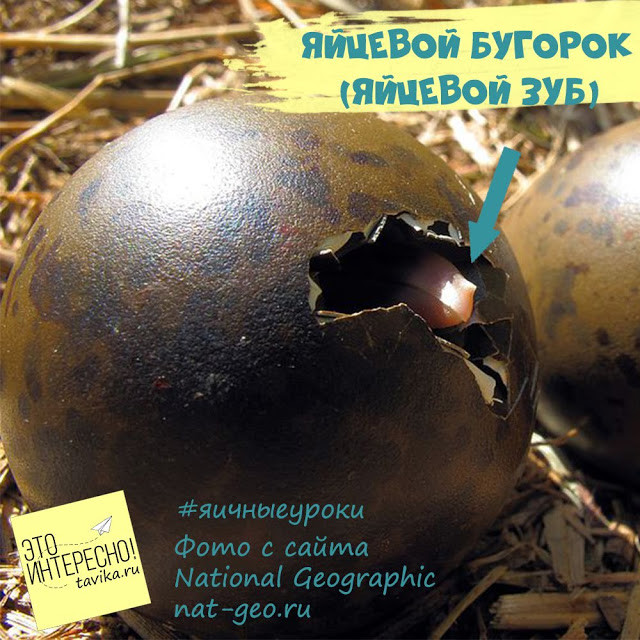 ЯЙЦЕВОЙ БУГОРОК
(ЯЙЦЕВОЙ ЗУБ)
#яичныеуроки
Фото с сайта
National Geographic
nat-geo.ru
ЭТО
ИНТЕРЕСНО!
tavika.ru